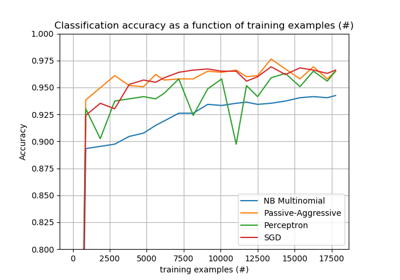 Classification accuracy as a function of training examples (#)
1.000
0.975
0.950
0.925
0.900
0.875
0.850
0.825
0.800
Accuracy
NB Multinomial
Passive-Aggressive
Perceptron
SGD
0 2500 5000 7500 10000 12500 15000 17500
training examples (#)